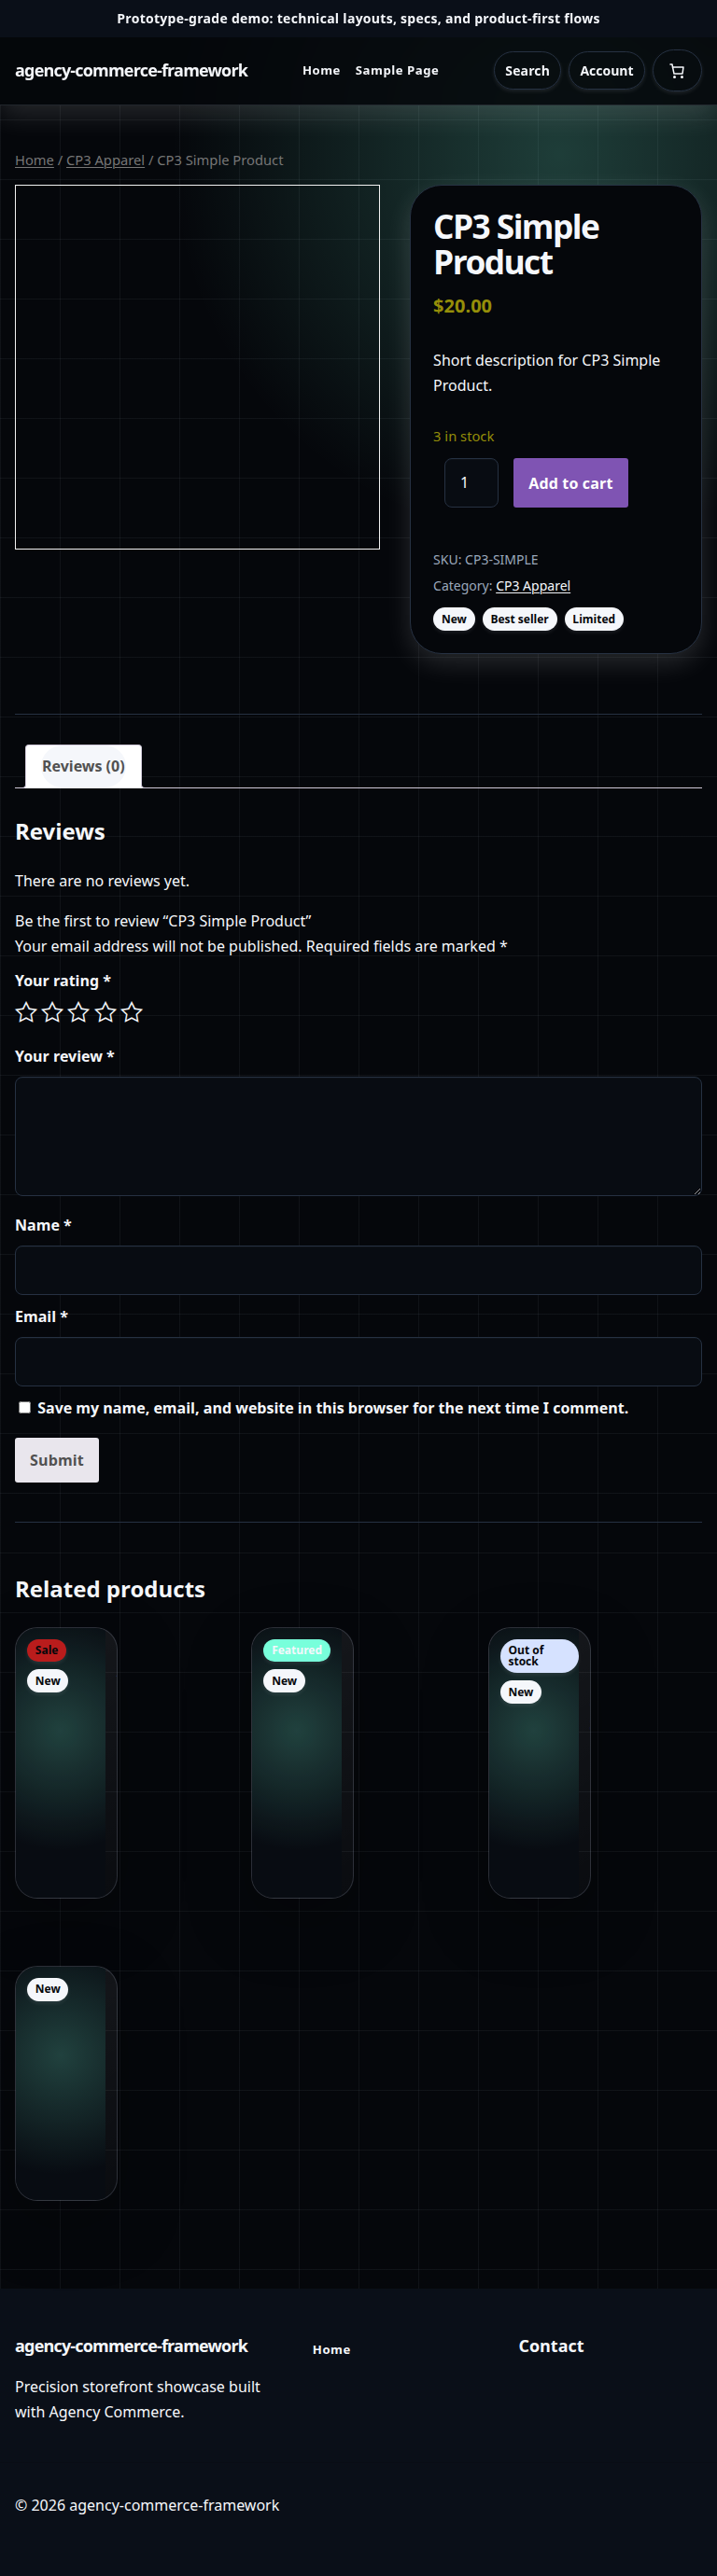 Prototype-grade demo: technical layouts, specs, and product-first flows
agency-commerce-framework
Home
Sample Page
Search
Account
Home / CP3 Apparel / CP3 Simple Product
CP3 Simple
Product
$20.00
Short description for CP3 Simple
Product.
3 in stock
1
Add to cart
SKU: CP3-SIMPLE
Category: CP3 Apparel
New
Best seller
Limited
Reviews (0)
Reviews
There are no reviews yet.
Be the first to review “CP3 Simple Product”
Your email address will not be published. Required fields are marked *
Your rating *
Your review *
Name *
Email *
Save my name, email, and website in this browser for the next time I comment.
Submit
Related products
Sale
New
Featured
New
Out of
stock
New
New
agency-commerce-framework
Precision storefront showcase built
with Agency Commerce.
Home
Contact
© 2026 agency-commerce-framework